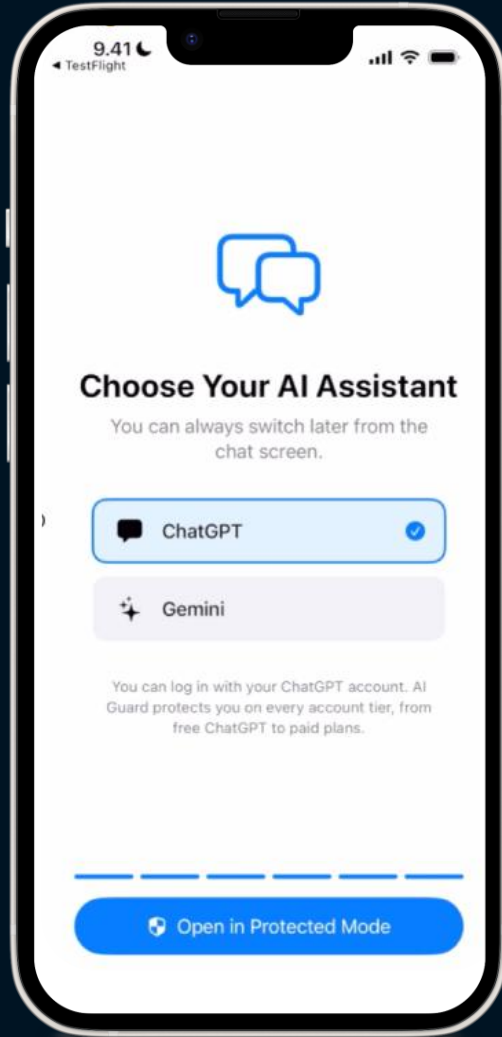 9.41
◀ TestFlight
Choose Your AI Assistant
You can always switch later from the
chat screen.
ChatGPT
Gemini
You can log in with your ChatGPT account. AI
Guard protects you on every account tier, from
free ChatGPT to paid plans.
Open in Protected Mode